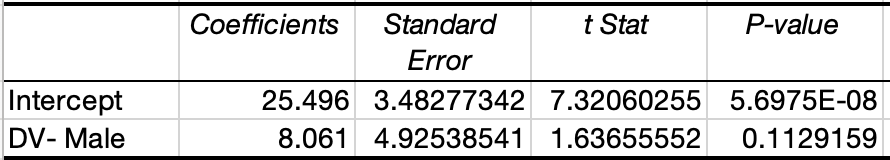 Coefficients Standard Error t Stat P-value
Intercept 25.496 3.48277342 7.32060255 5.6975E-08
DV- Male 8.061 4.92538541 1.63655552 0.1129159